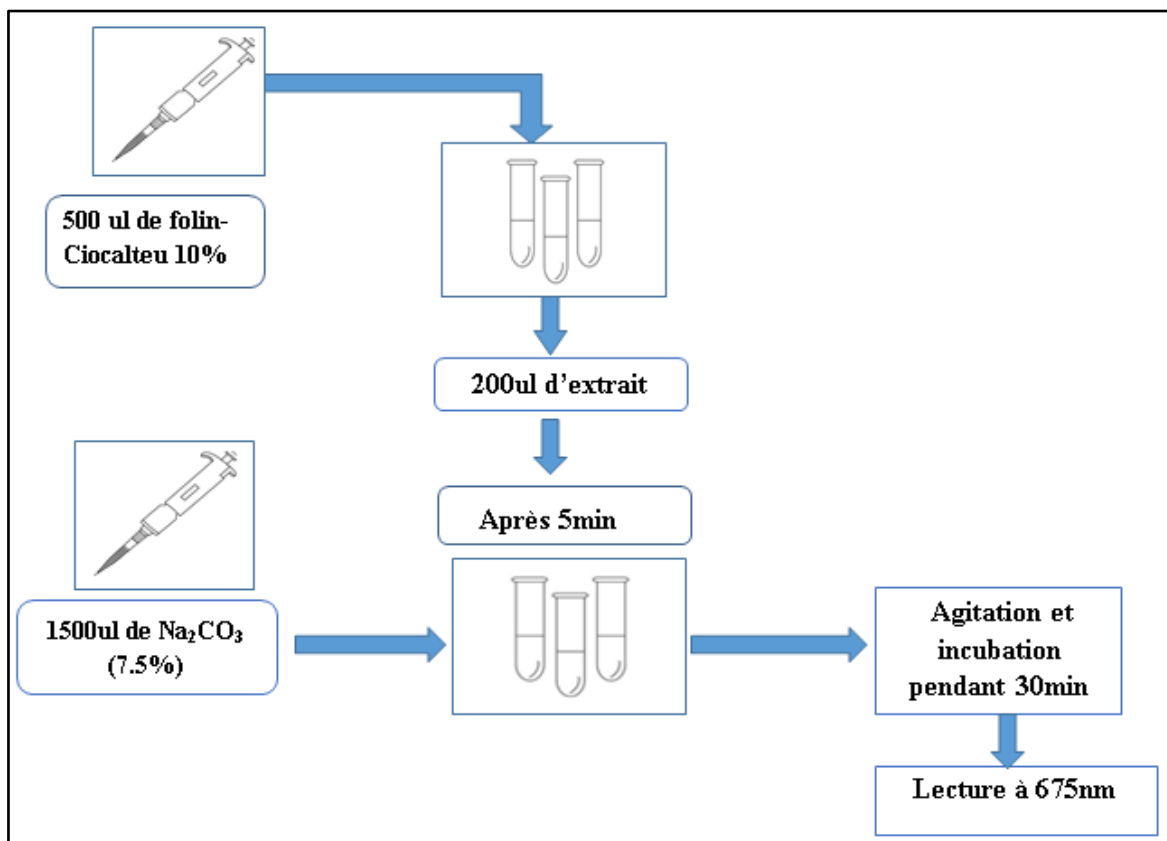 500 ul de folin-
Ciocalteu 10%
200ul d’extrait
Après 5min
1500ul de Na₂CO₃
(7.5%)
Agitation et
incubation
pendant 30min
Lecture à 675nm